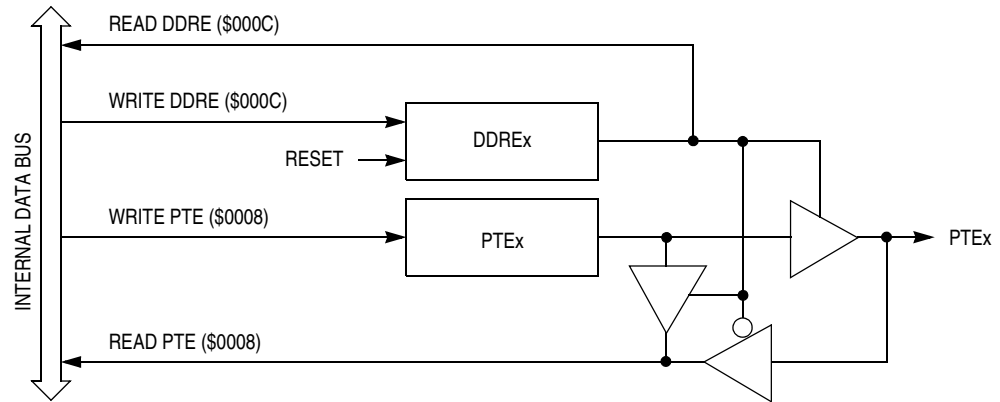 READ DDRE ($000C)
WRITE DDRE ($000C)
DDREx
RESET
INTERNAL DATA BUS
WRITE PTE ($0008)
PTEx
PTEx
READ PTE ($0008)